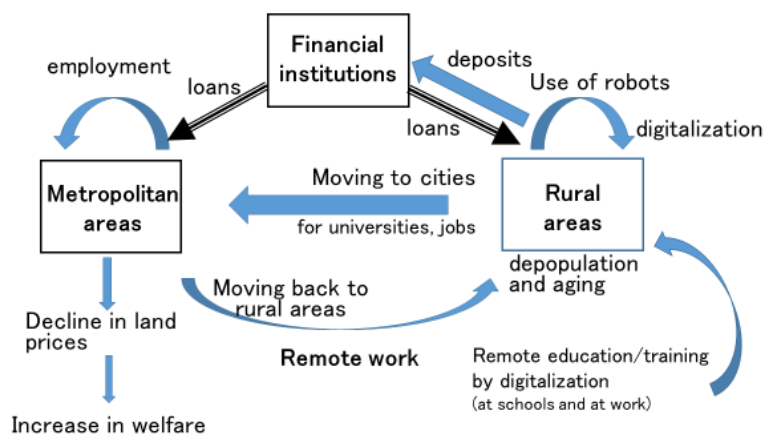 Financial
institutions
employment
loans
deposits
Use of robots
loans
digitalization
Metropolitan
areas
Moving to cities
for universities, jobs
Rural
areas
depopulation
and aging
Moving back to
rural areas
Decline in land
prices
Remote work
Remote education/training
by digitalization
(at schools and at work)
Increase in welfare